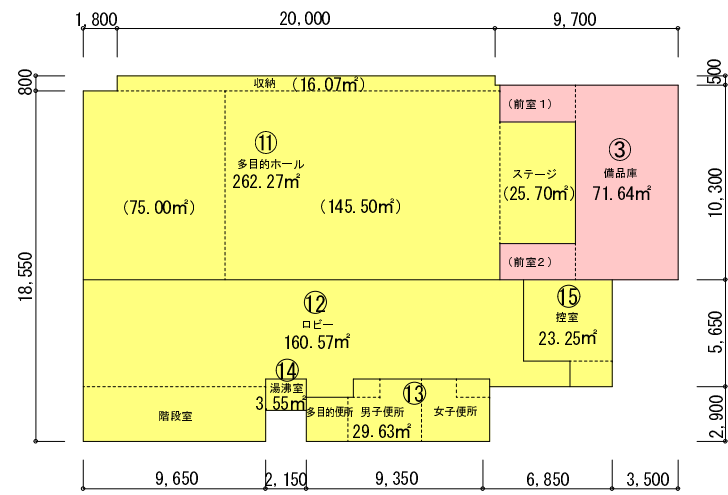 1,800
20,000
9,700
800
収納 (16.07㎡)
500
(前室1)
⑪
多目的ホール
262.27㎡
③
備品庫
71.64㎡
ステージ
(25.70㎡)
(75.00㎡)
(145.50㎡)
10,300
18,550
(前室2)
⑫
ロビー
160.57㎡
⑮
控室
23.25㎡
5,650
⑭
湯沸室
3.55㎡
⑬
階段室
多目的便所
男子便所
女子便所
29.63㎡
2,900
9,650
2,150
9,350
6,850
3,500